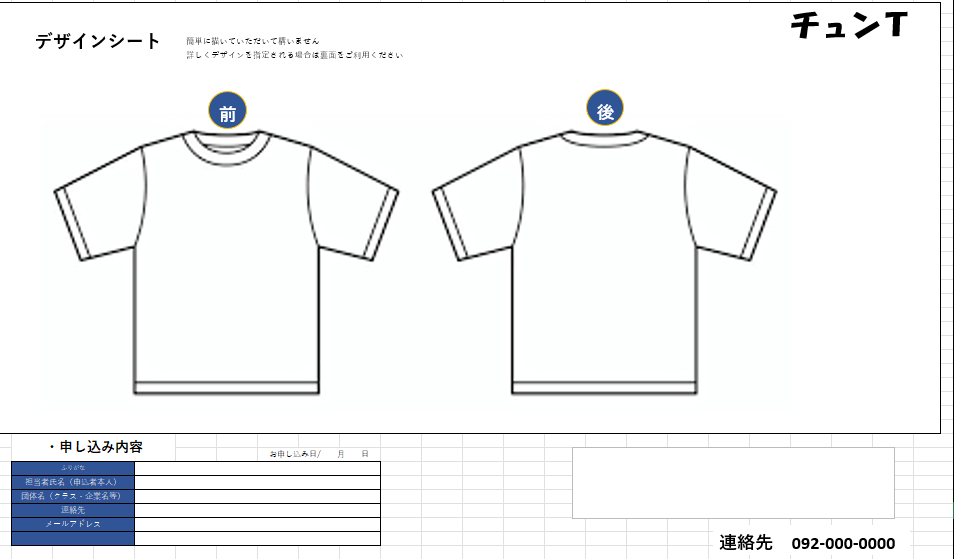 チュンT
デザインシート
簡単に描いていただいて構いません
詳しくデザインを指定される場合は裏面をご利用ください
前
後
・申し込み内容
お申し込み日/ 月 日
ふりがな
担当者氏名（申込者本人）
団体名（クラス・企業名等）
連絡先
メールアドレス
連絡先 092-000-0000